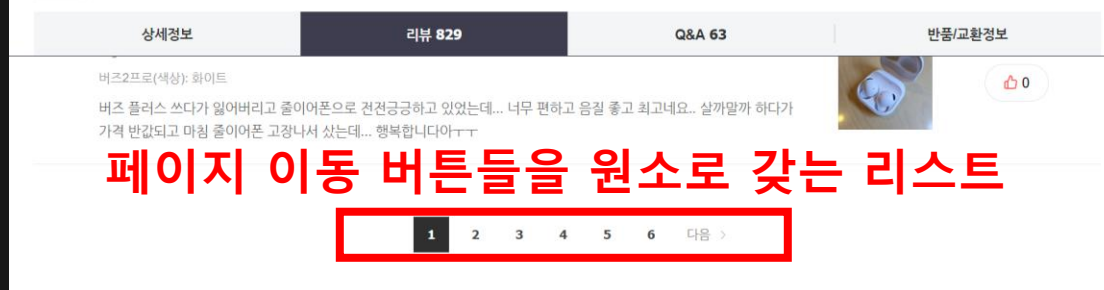 상세정보
리뷰 829
Q&A 63
반품/교환정보
버즈2프로(색상): 화이트
0
버즈 플러스 쓰다가 잃어버리고 줄이어폰으로 전전긍긍하고 있었는데... 너무 편하고 음질 좋고 최고네요.. 살까말까 하다가
가격 반값되고 마침 줄이어폰 고장나서 샀는데... 행복합니다아ㅜㅜ
페이지 이동 버튼들을 원소로 갖는 리스트
1 2 3 4 5 6 다음 >